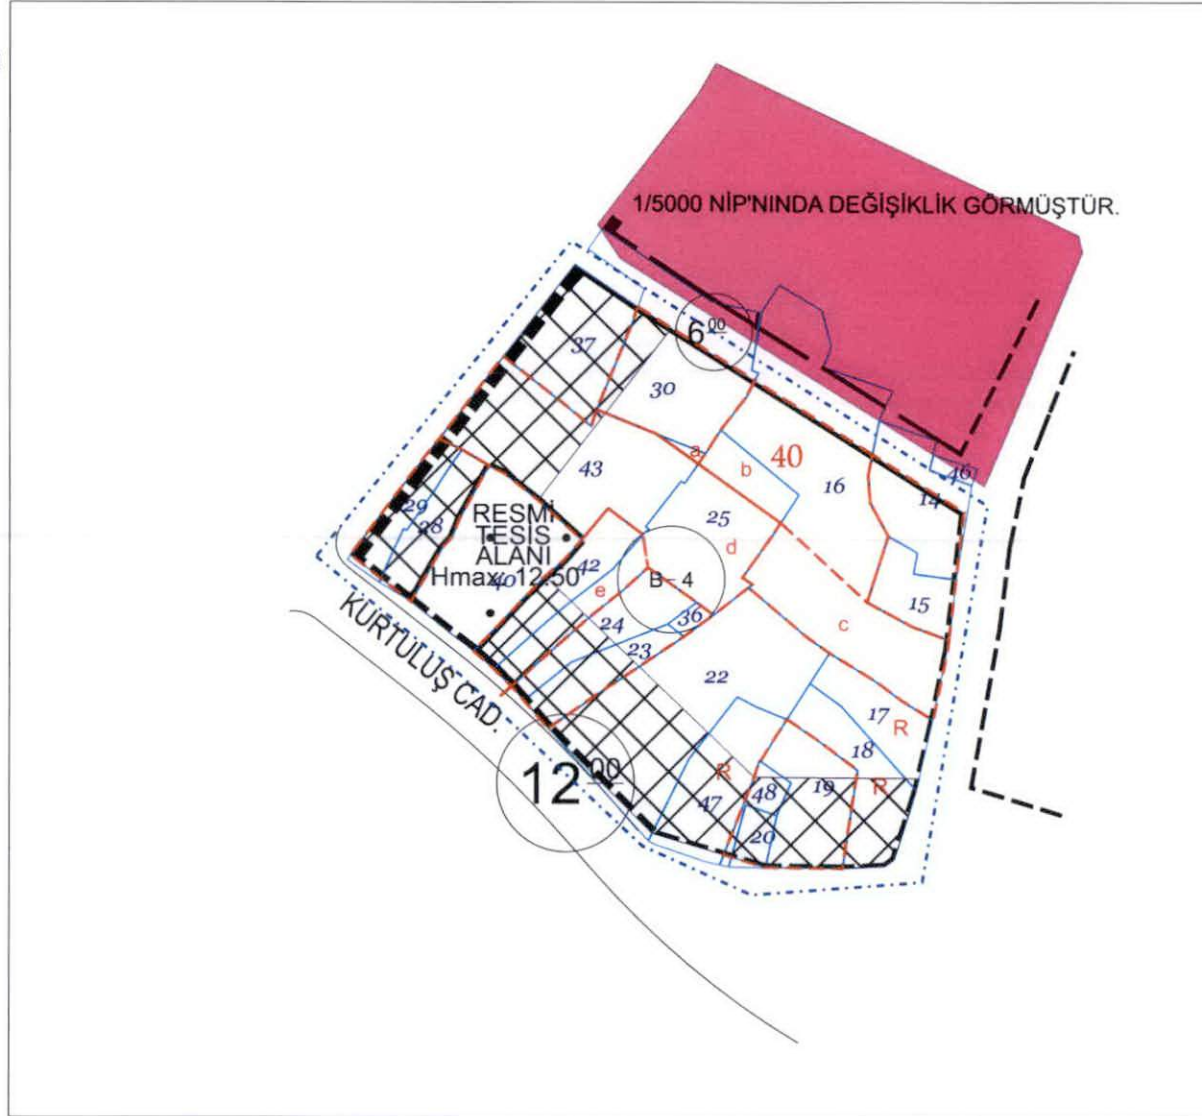 1/5000 NİP'NINDA DEĞİŞİKLİK GÖRMÜŞTÜR.
6 00
37
30
a
b
40
16
46
14
43
29
28
RESMİ
TESİS
ALANI
Hmax: 12.50
40
25
d
42
e
B-4
15
24
36
c
23
22
KURTULUŞ CAD.
17
R
18
12 00
R
47
48
19
R
20